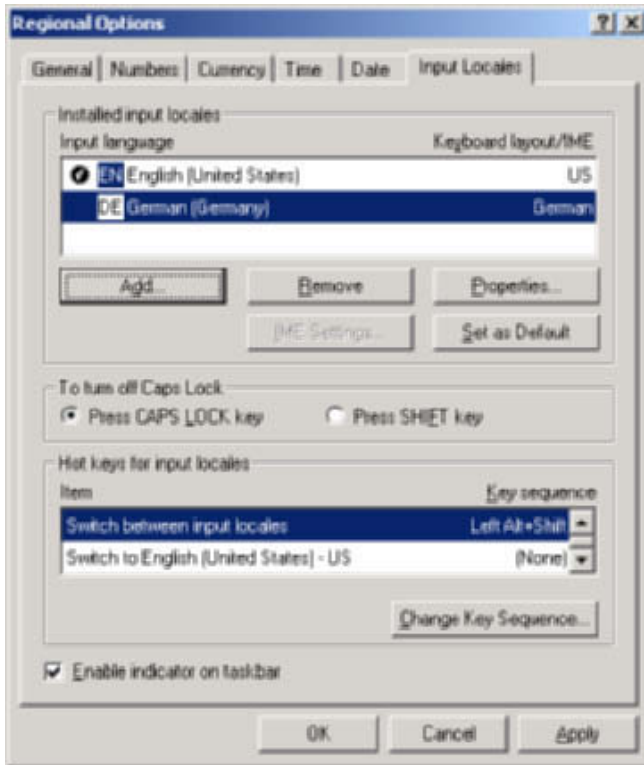 Regional Options
General Numbers Currency Time Date Input Locales
Installed input locales
Input language Keyboard layout/IME
EN English (United States) US
DE German (Germany) German
Add... Remove Properties...
IME Settings... Set as Default
To turn off Caps Lock
Press CAPS LOCK key Press SHIFT key
Hot keys for input locales
Item Key sequence
Switch between input locales Left Alt+Shift
Switch to English (United States) - US (None)
Change Key Sequence...
Enable indicator on taskbar
OK Cancel Apply